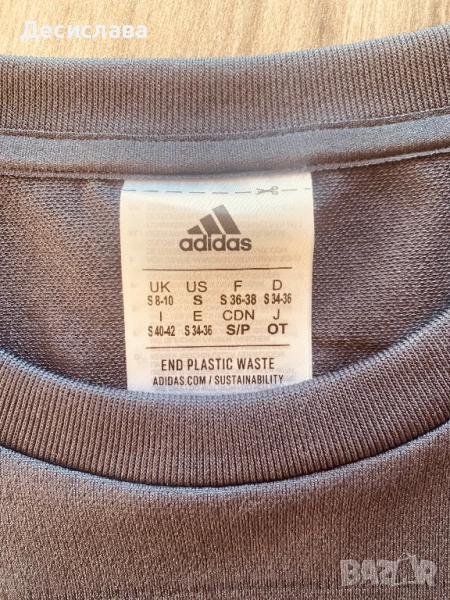 Десислава
adidas
UK US F D
S 8-10 S S 36-38 S 34-36
I E CDN J
S 40-42 S 34-36 S/P OT
END PLASTIC WASTE
ADIDAS.COM / SUSTAINABILITY
BAZAR